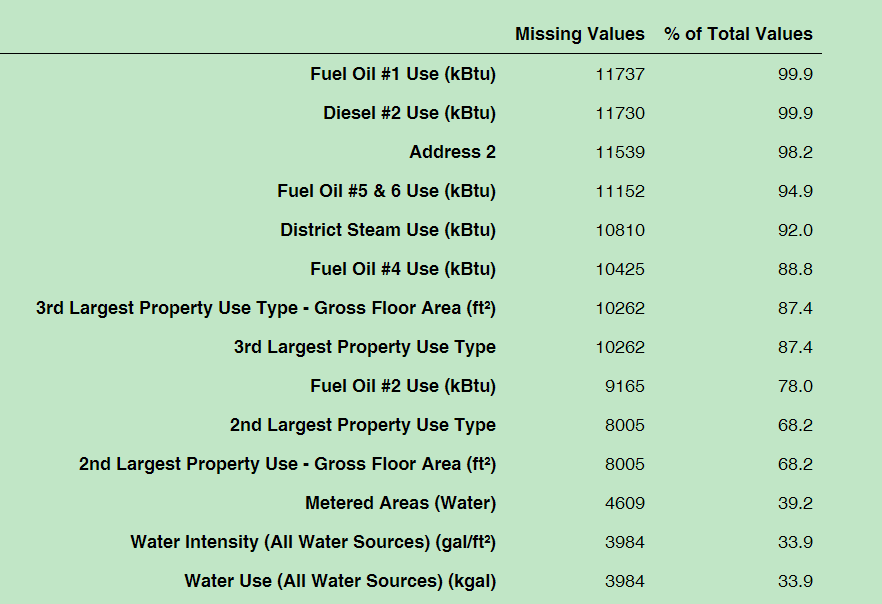 Missing Values % of Total Values
Fuel Oil #1 Use (kBtu) 11737 99.9
Diesel #2 Use (kBtu) 11730 99.9
Address 2 11539 98.2
Fuel Oil #5 & 6 Use (kBtu) 11152 94.9
District Steam Use (kBtu) 10810 92.0
Fuel Oil #4 Use (kBtu) 10425 88.8
3rd Largest Property Use Type - Gross Floor Area (ft²) 10262 87.4
3rd Largest Property Use Type 10262 87.4
Fuel Oil #2 Use (kBtu) 9165 78.0
2nd Largest Property Use Type 8005 68.2
2nd Largest Property Use - Gross Floor Area (ft²) 8005 68.2
Metered Areas (Water) 4609 39.2
Water Intensity (All Water Sources) (gal/ft²) 3984 33.9
Water Use (All Water Sources) (kgal) 3984 33.9